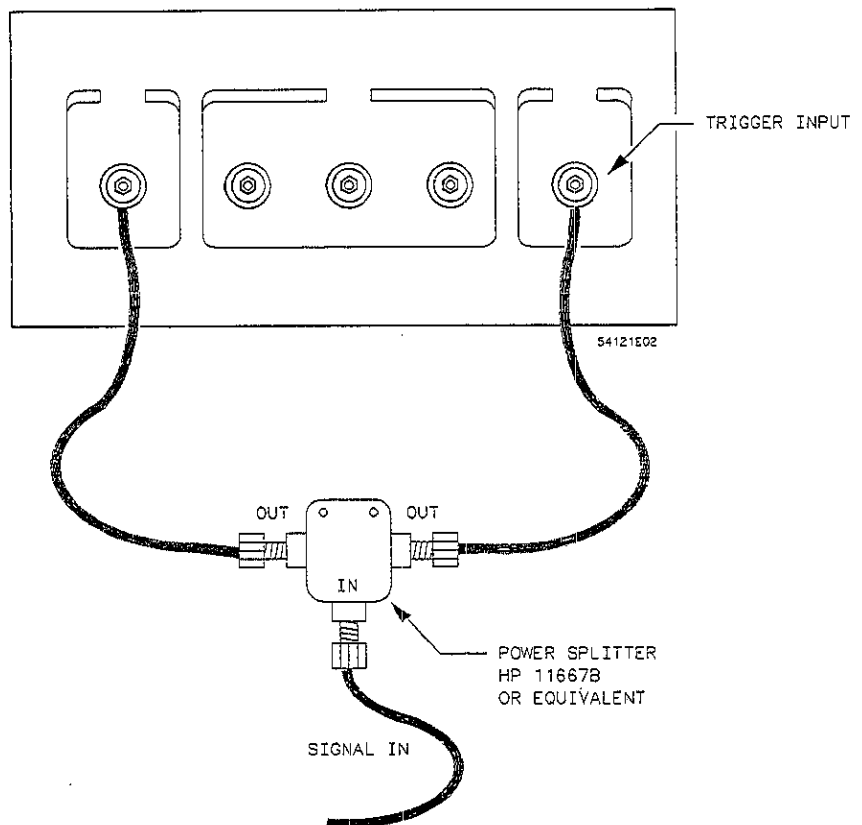 TRIGGER INPUT
54121E02
OUT
OUT
IN
POWER SPLITTER
HP 11667B
OR EQUIVALENT
SIGNAL IN